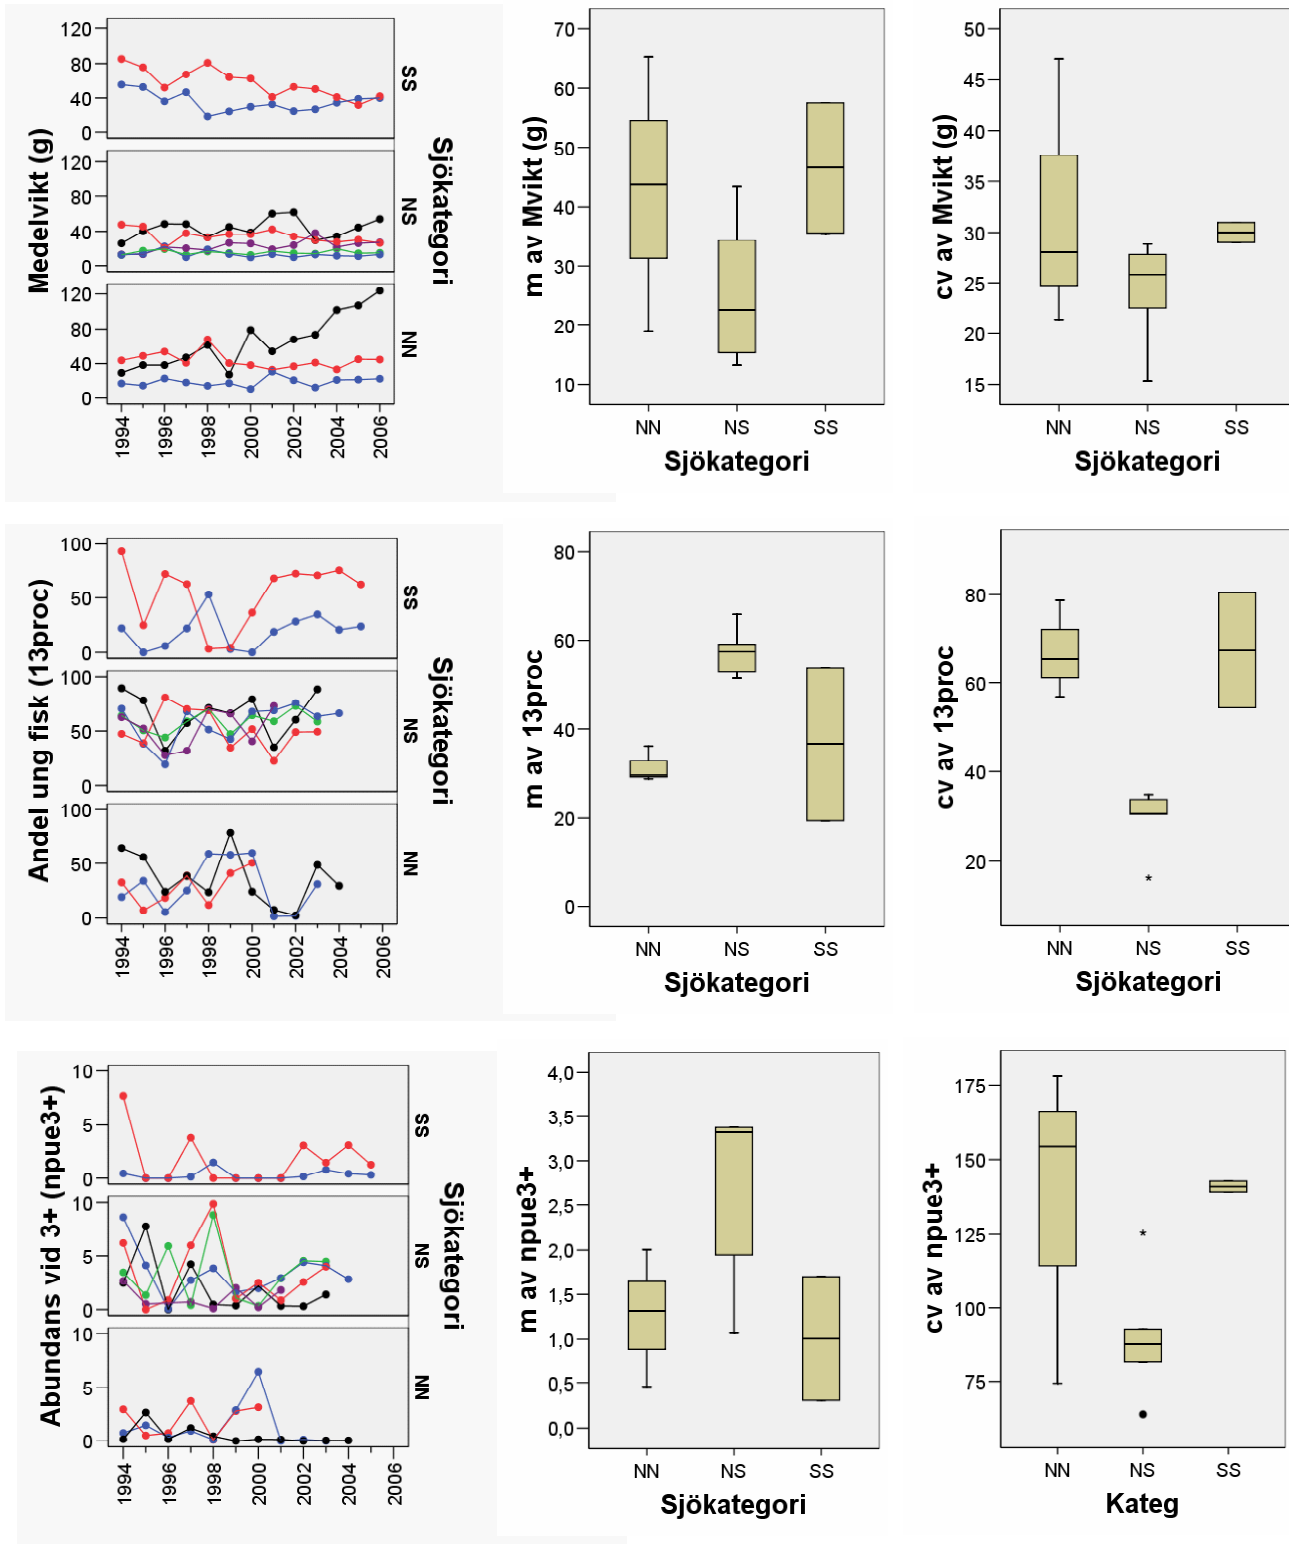 Medelvikt (g)
120
80
40
0
SS
120
80
40
0
NS
120
80
40
0
NN
Sjökategori
1994
1996
1998
2000
2002
2004
2006
m av Mvikt (g)
70
60
50
40
30
20
10
NN
NS
SS
Sjökategori
cv av Mvikt (g)
50
45
40
35
30
25
20
15
NN
NS
SS
Sjökategori
Andel ung fisk (13proc)
100
50
0
SS
100
50
0
NS
100
50
0
NN
Sjökategori
1994
1996
1998
2000
2002
2004
2006
m av 13proc
80
60
40
20
0
NN
NS
SS
Sjökategori
cv av 13proc
80
60
40
20
*
NN
NS
SS
Sjökategori
Abundans vid 3+ (npue3+)
10
5
0
SS
10
5
0
NS
10
5
0
NN
Sjökategori
1994
1996
1998
2000
2002
2004
2006
m av npue3+
4,0
3,5
3,0
2,5
2,0
1,5
1,0
0,5
0,0
NN
NS
SS
Sjökategori
cv av npue3+
175
150
125
100
75
*
NN
NS
SS
Kateg